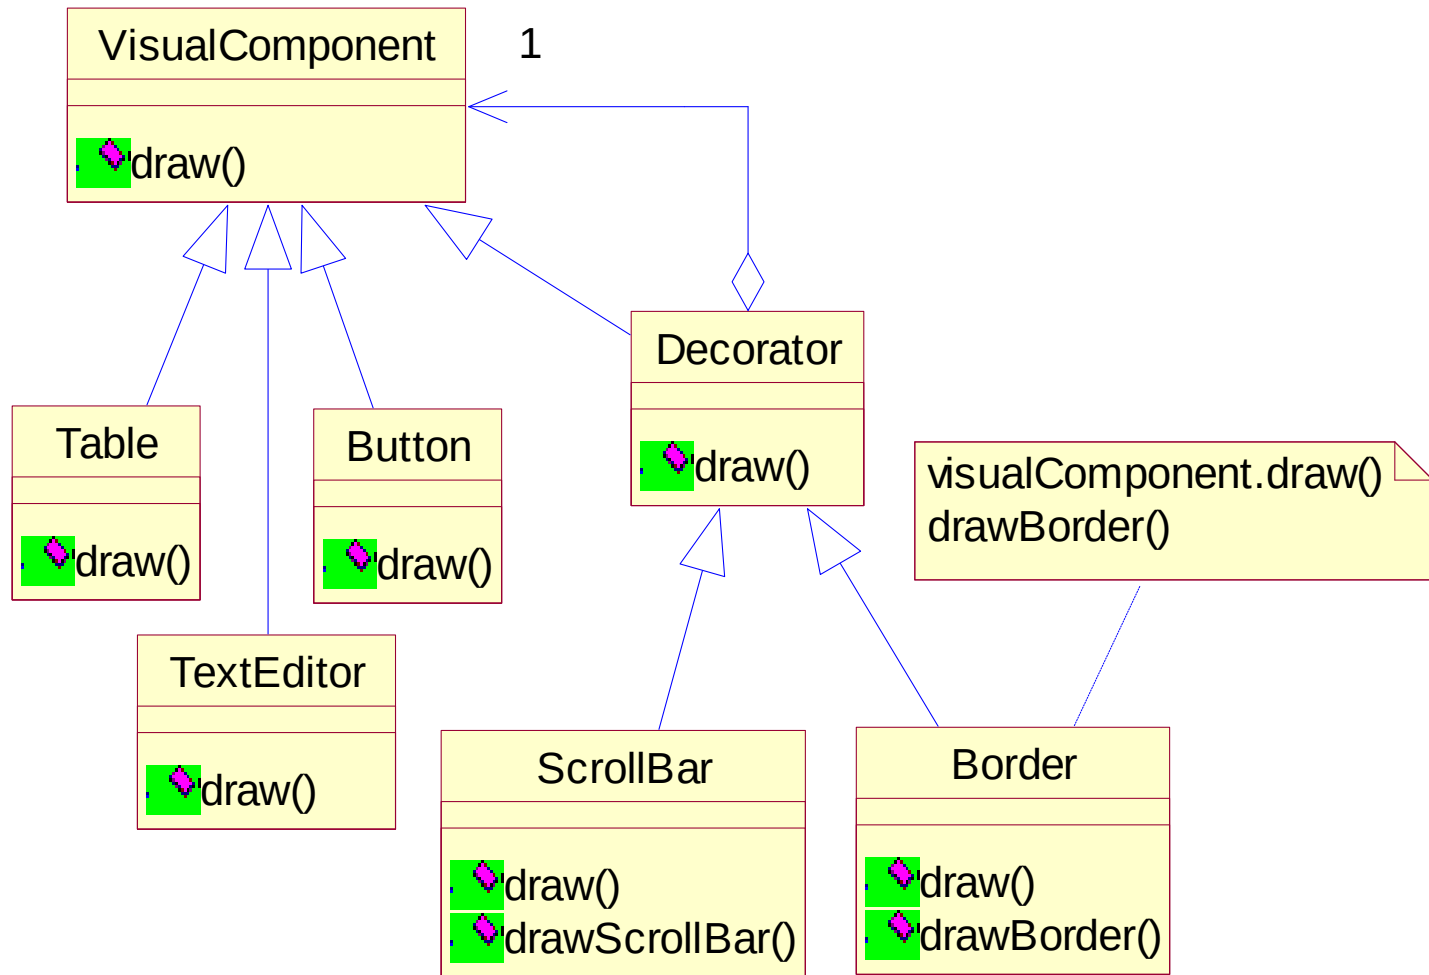 VisualComponent
1
draw()
Decorator
draw()
Table
draw()
Button
draw()
visualComponent.draw()
drawBorder()
TextEditor
draw()
ScrollBar
draw()
drawScrollBar()
Border
draw()
drawBorder()